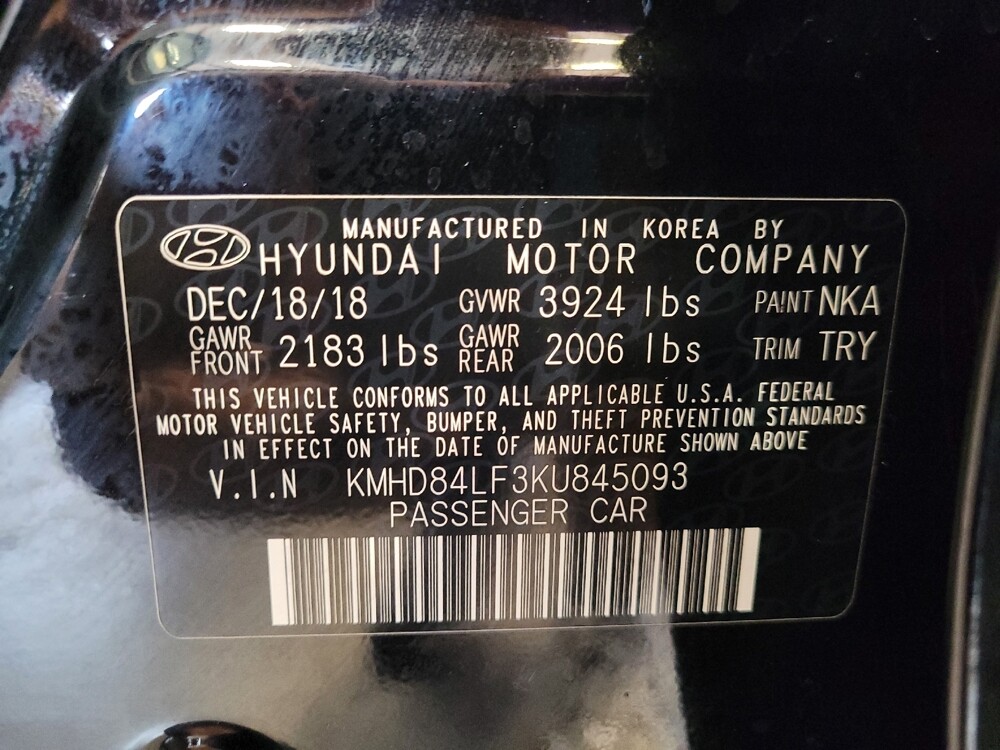 MANUFACTURED IN KOREA BY
HYUNDAI MOTOR COMPANY
DEC/18/18 GVWR 3924 lbs PAINT NKA
GAWR FRONT 2183 lbs GAWR REAR 2006 lbs TRIM TRY
THIS VEHICLE CONFORMS TO ALL APPLICABLE U.S.A. FEDERAL
MOTOR VEHICLE SAFETY, BUMPER, AND THEFT PREVENTION STANDARDS
IN EFFECT ON THE DATE OF MANUFACTURE SHOWN ABOVE
V.I.N KMHD84LF3KU845093
PASSENGER CAR